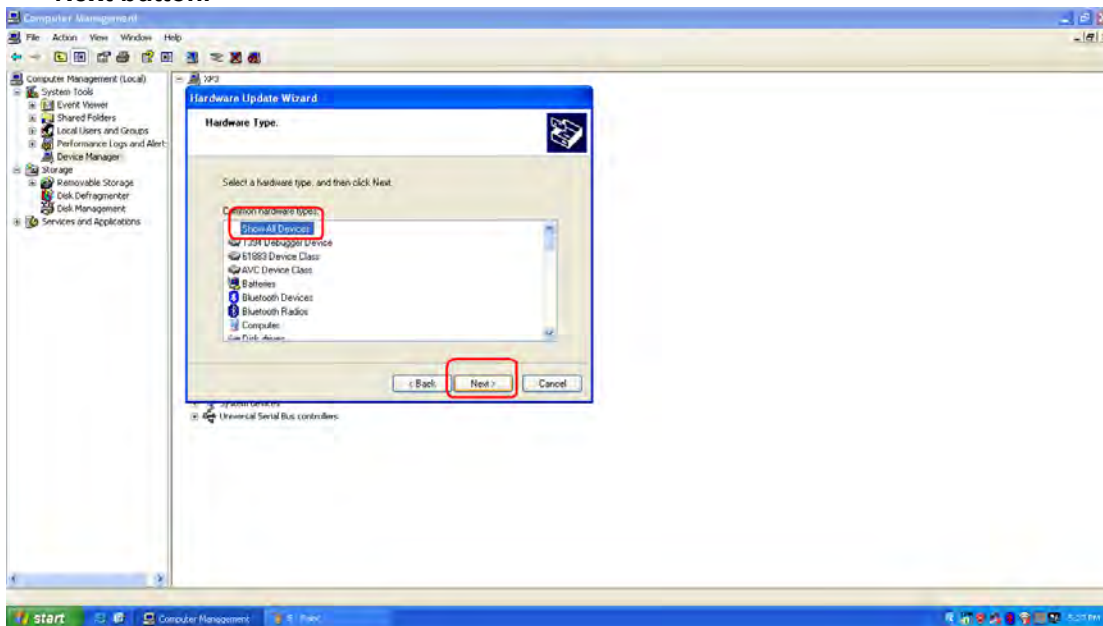 Next button.
Computer Management
File Action View Window Help
Computer Management (Local)
System Tools
Event Viewer
Shared Folders
Local Users and Groups
Performance Logs and Alert
Device Manager
Storage
Removable Storage
Disk Defragmenter
Disk Management
Services and Applications
XP3
Hardware Update Wizard
Hardware Type.
Select a hardware type, and then click Next.
Common hardware types:
Show All Devices
1394 Debugger Device
61883 Device Class
AVC Device Class
Batteries
Bluetooth Devices
Bluetooth Radios
Computer
Disk drives
< Back Next > Cancel
System devices
Universal Serial Bus controllers
start Computer Management